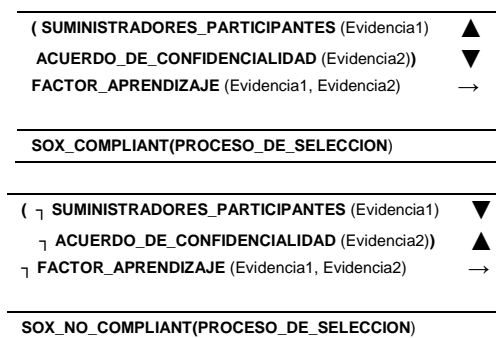 ( SUMINISTRADORES_PARTICIPANTES (Evidencia1) ▲
ACUERDO_DE_CONFIDENCIALIDAD (Evidencia2)) ▼
FACTOR_APRENDIZAJE (Evidencia1, Evidencia2) →
SOX_COMPLIANT(PROCESO_DE_SELECCION)
( ┐ SUMINISTRADORES_PARTICIPANTES (Evidencia1) ▼
┐ ACUERDO_DE_CONFIDENCIALIDAD (Evidencia2)) ▲
┐ FACTOR_APRENDIZAJE (Evidencia1, Evidencia2) →
SOX_NO_COMPLIANT(PROCESO_DE_SELECCION)